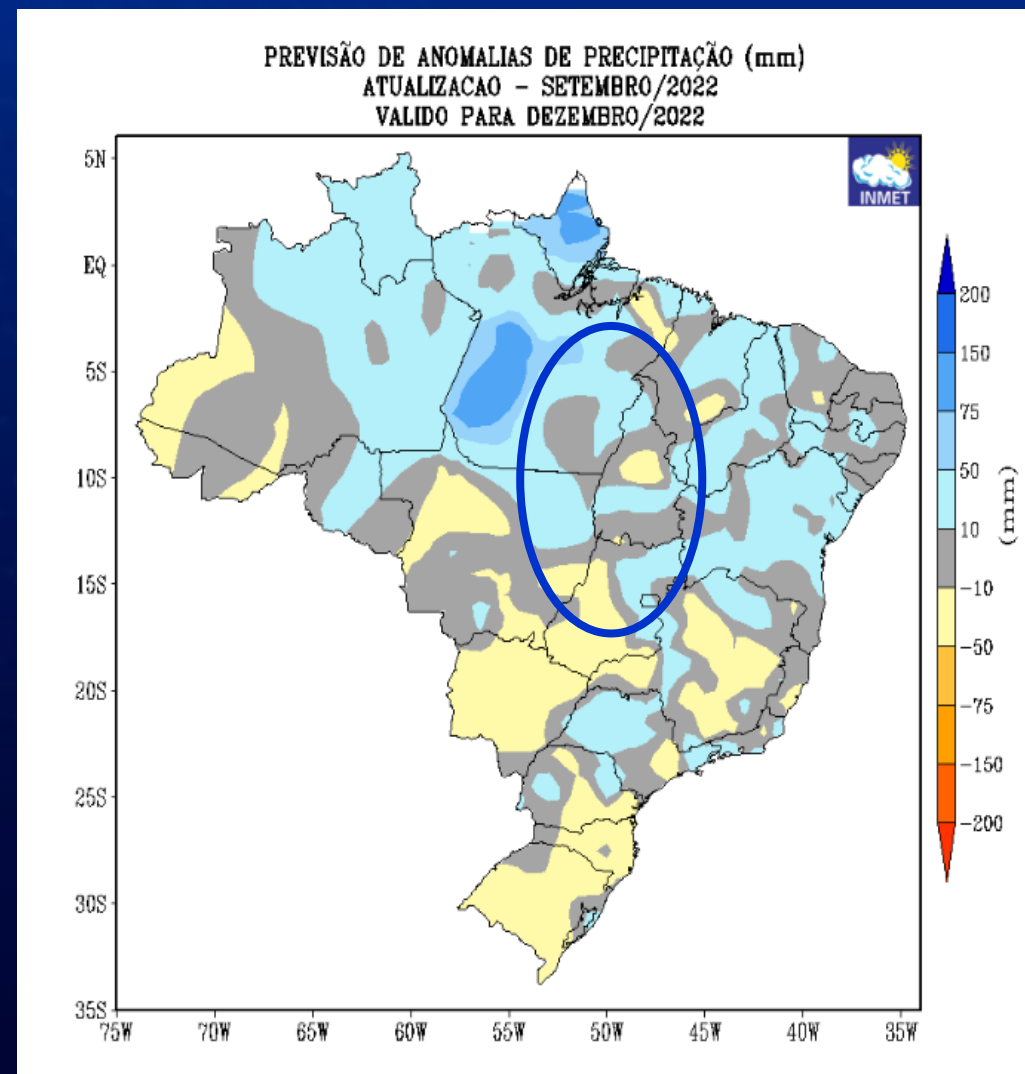 PREVISÃO DE ANOMALIAS DE PRECIPITAÇÃO (mm)
ATUALIZACAO - SETEMBRO/2022
VALIDO PARA DEZEMBRO/2022
INMET
5N
EQ
5S
10S
15S
20S
25S
30S
35S
75W 70W 65W 60W 55W 50W 45W 40W 35W
200
150
75
50
10
-10
-50
-75
-150
-200
(mm)